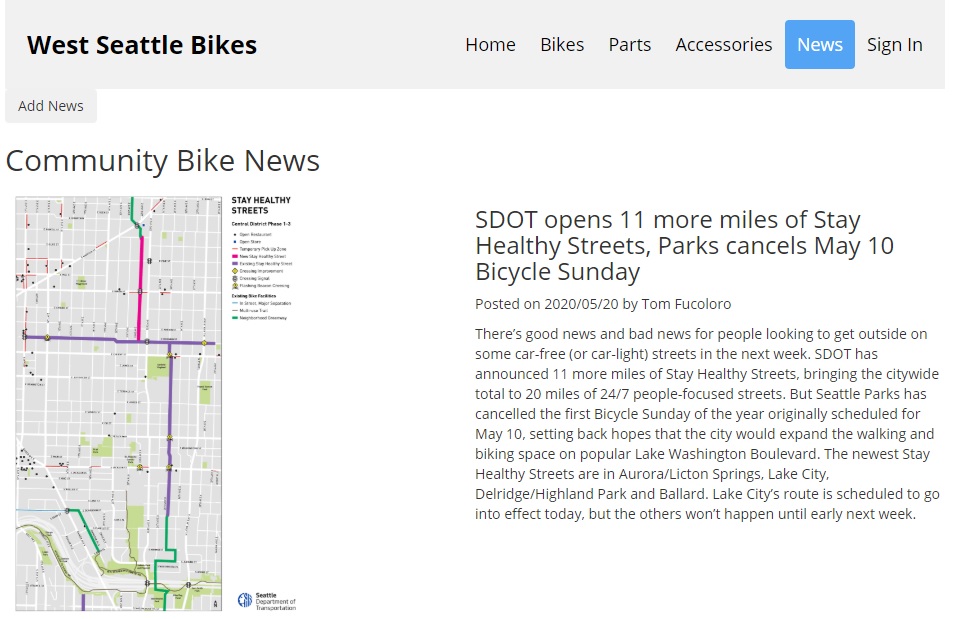 West Seattle Bikes
Home Bikes Parts Accessories News Sign In
Add News
Community Bike News
STAY HEALTHY
STREETS
Central District Phase 1-3
Open Restaurant
Open Store
Temporary Pick-Up Zone
New Stay Healthy Street
Existing Stay Healthy Street
Crossing Improvement
Crossing Signal
Flashing Beacon Crossing
Existing Bike Facilities
In Street, Major Separation
Multi-use Trail
Neighborhood Greenway
Seattle
Department of
Transportation
SDOT opens 11 more miles of Stay
Healthy Streets, Parks cancels May 10
Bicycle Sunday
Posted on 2020/05/20 by Tom Fucoloro
There’s good news and bad news for people looking to get outside on
some car-free (or car-light) streets in the next week. SDOT has
announced 11 more miles of Stay Healthy Streets, bringing the citywide
total to 20 miles of 24/7 people-focused streets. But Seattle Parks has
cancelled the first Bicycle Sunday of the year originally scheduled for
May 10, setting back hopes that the city would expand the walking and
biking space on popular Lake Washington Boulevard. The newest Stay
Healthy Streets are in Aurora/Licton Springs, Lake City,
Delridge/Highland Park and Ballard. Lake City’s route is scheduled to go
into effect today, but the others won’t happen until early next week.